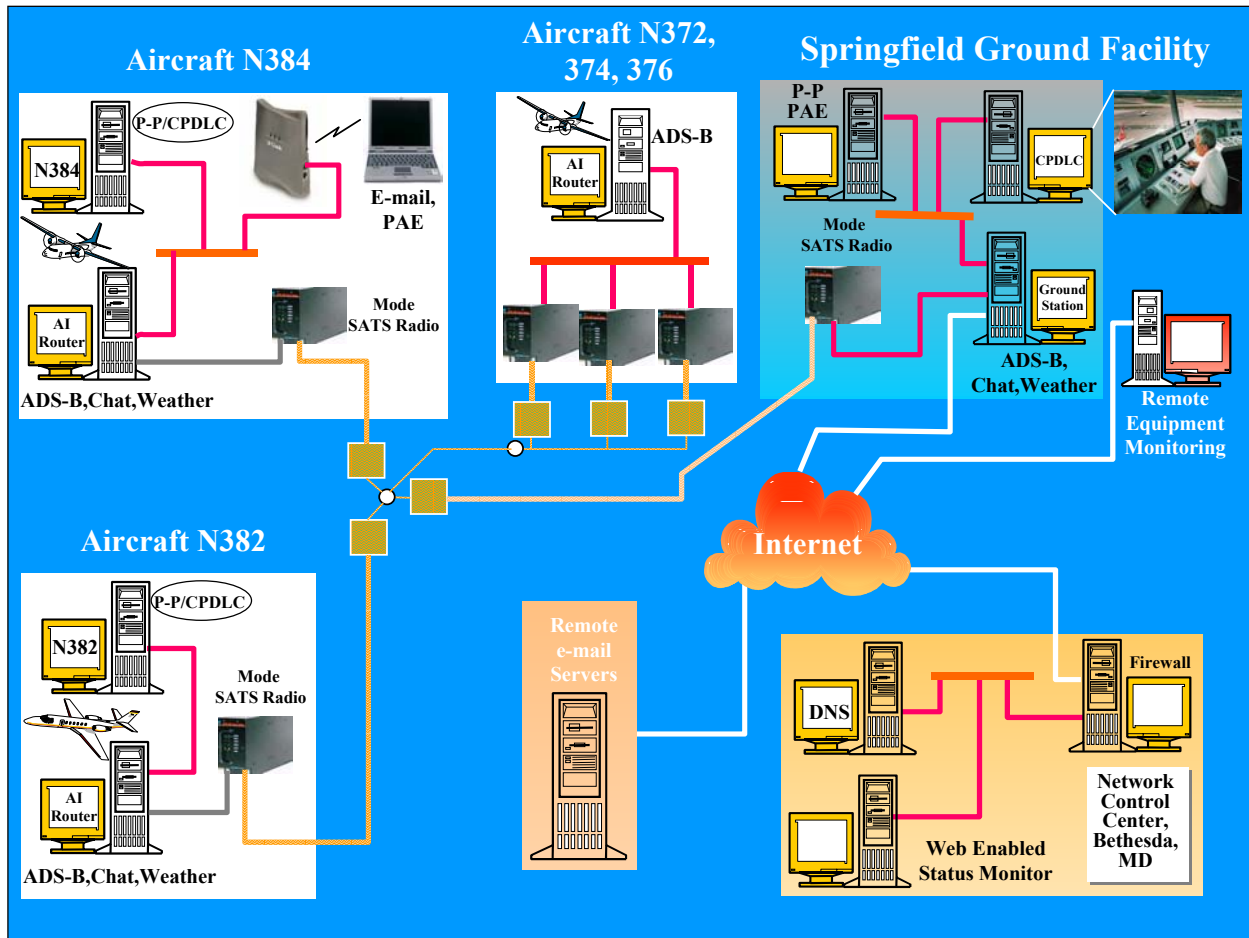 Aircraft N384
P-P/CPDLC
N384
E-mail,
PAE
AI
Router
Mode
SATS Radio
ADS-B,Chat,Weather
Aircraft N372,
374, 376
ADS-B
AI
Router
Springfield Ground Facility
P-P
PAE
CPDLC
Mode
SATS Radio
Ground
Station
ADS-B,
Chat,Weather
Remote
Equipment
Monitoring
Internet
Aircraft N382
P-P/CPDLC
N382
Mode
SATS Radio
AI
Router
ADS-B,Chat,Weather
Remote
e-mail
Servers
Firewall
DNS
Network
Control
Center,
Bethesda,
MD
Web Enabled
Status Monitor